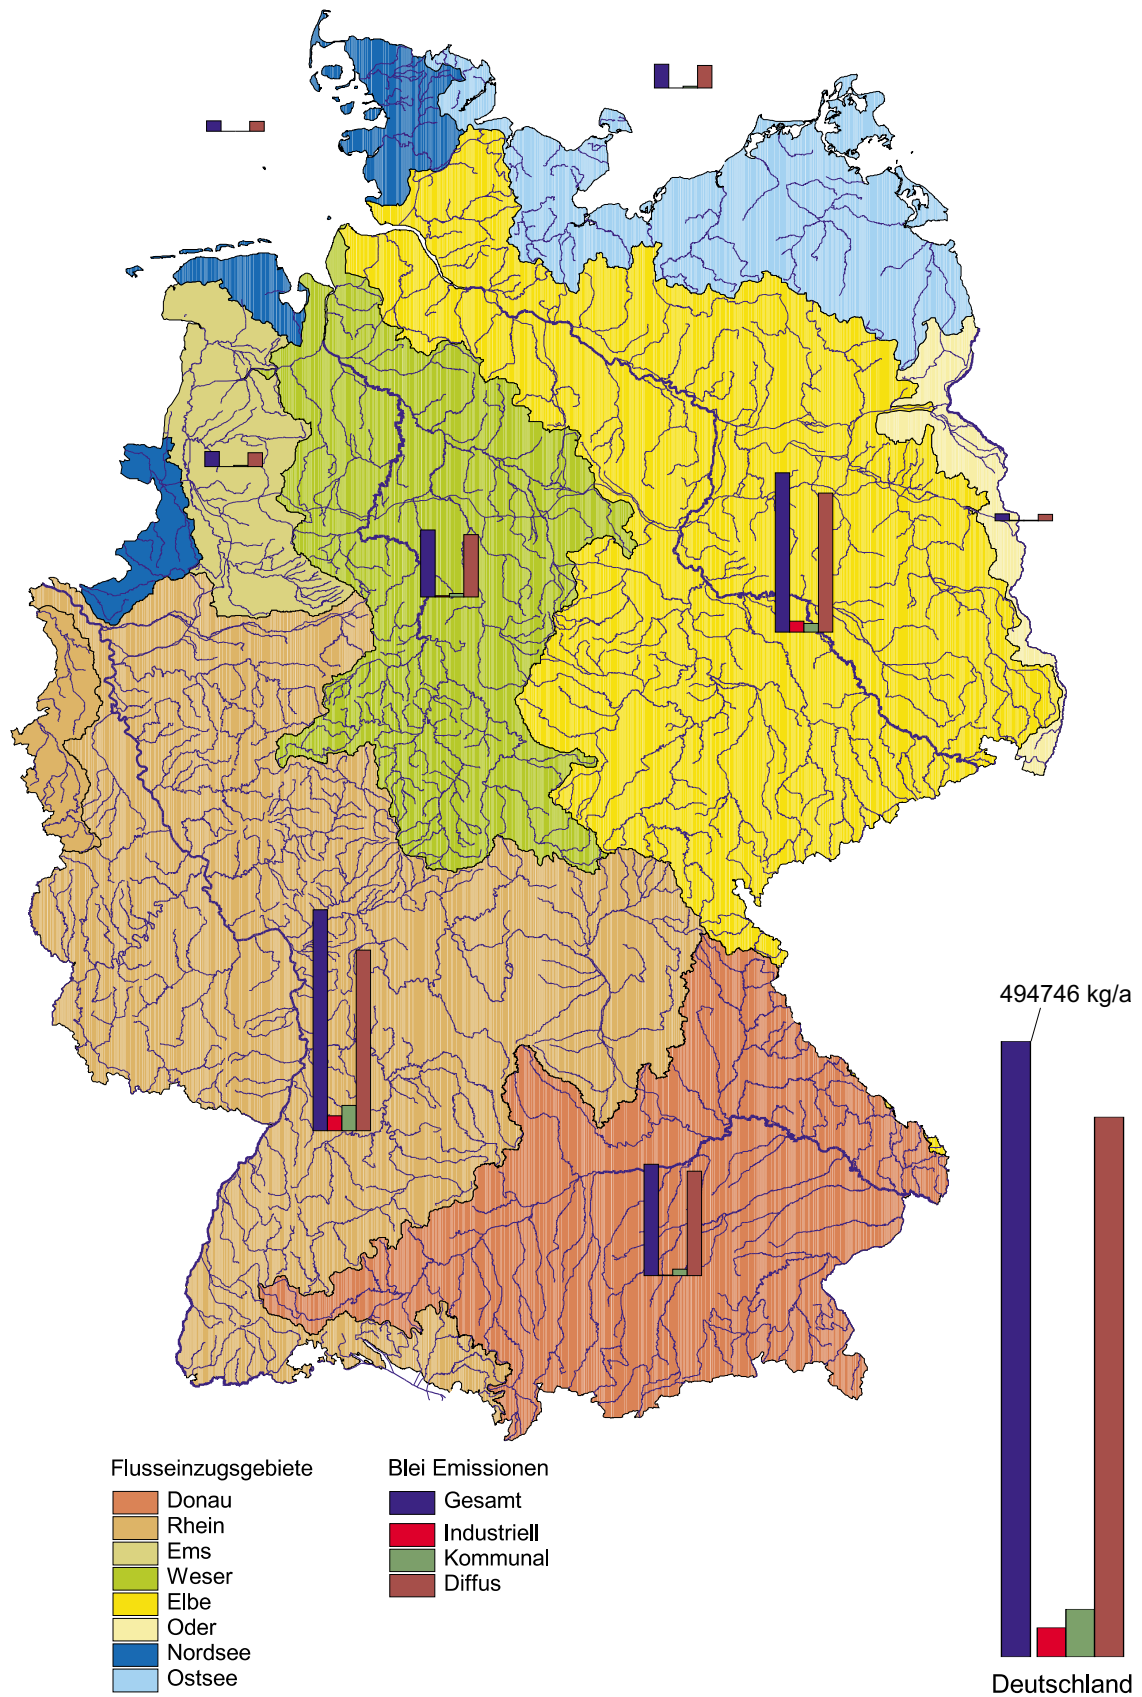 494746 kg/a
Deutschland
Flusseinzugsgebiete
Donau
Rhein
Ems
Weser
Elbe
Oder
Nordsee
Ostsee
Blei Emissionen
Gesamt
Industriell
Kommunal
Diffus